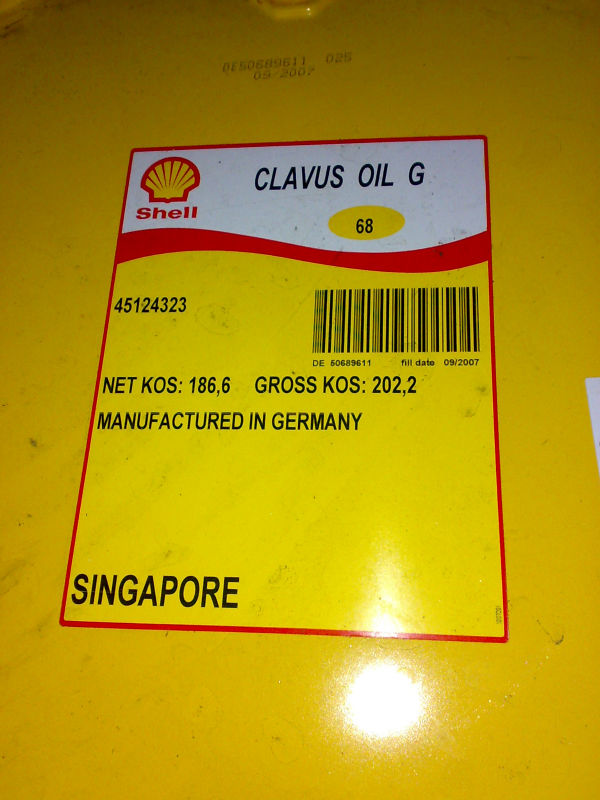 DE50689611 025
09/2007
Shell
CLAVUS OIL G
68
45124323
DE 50689611 fill date 09/2007
NET KOS: 186,6 GROSS KOS: 202,2
MANUFACTURED IN GERMANY
SINGAPORE